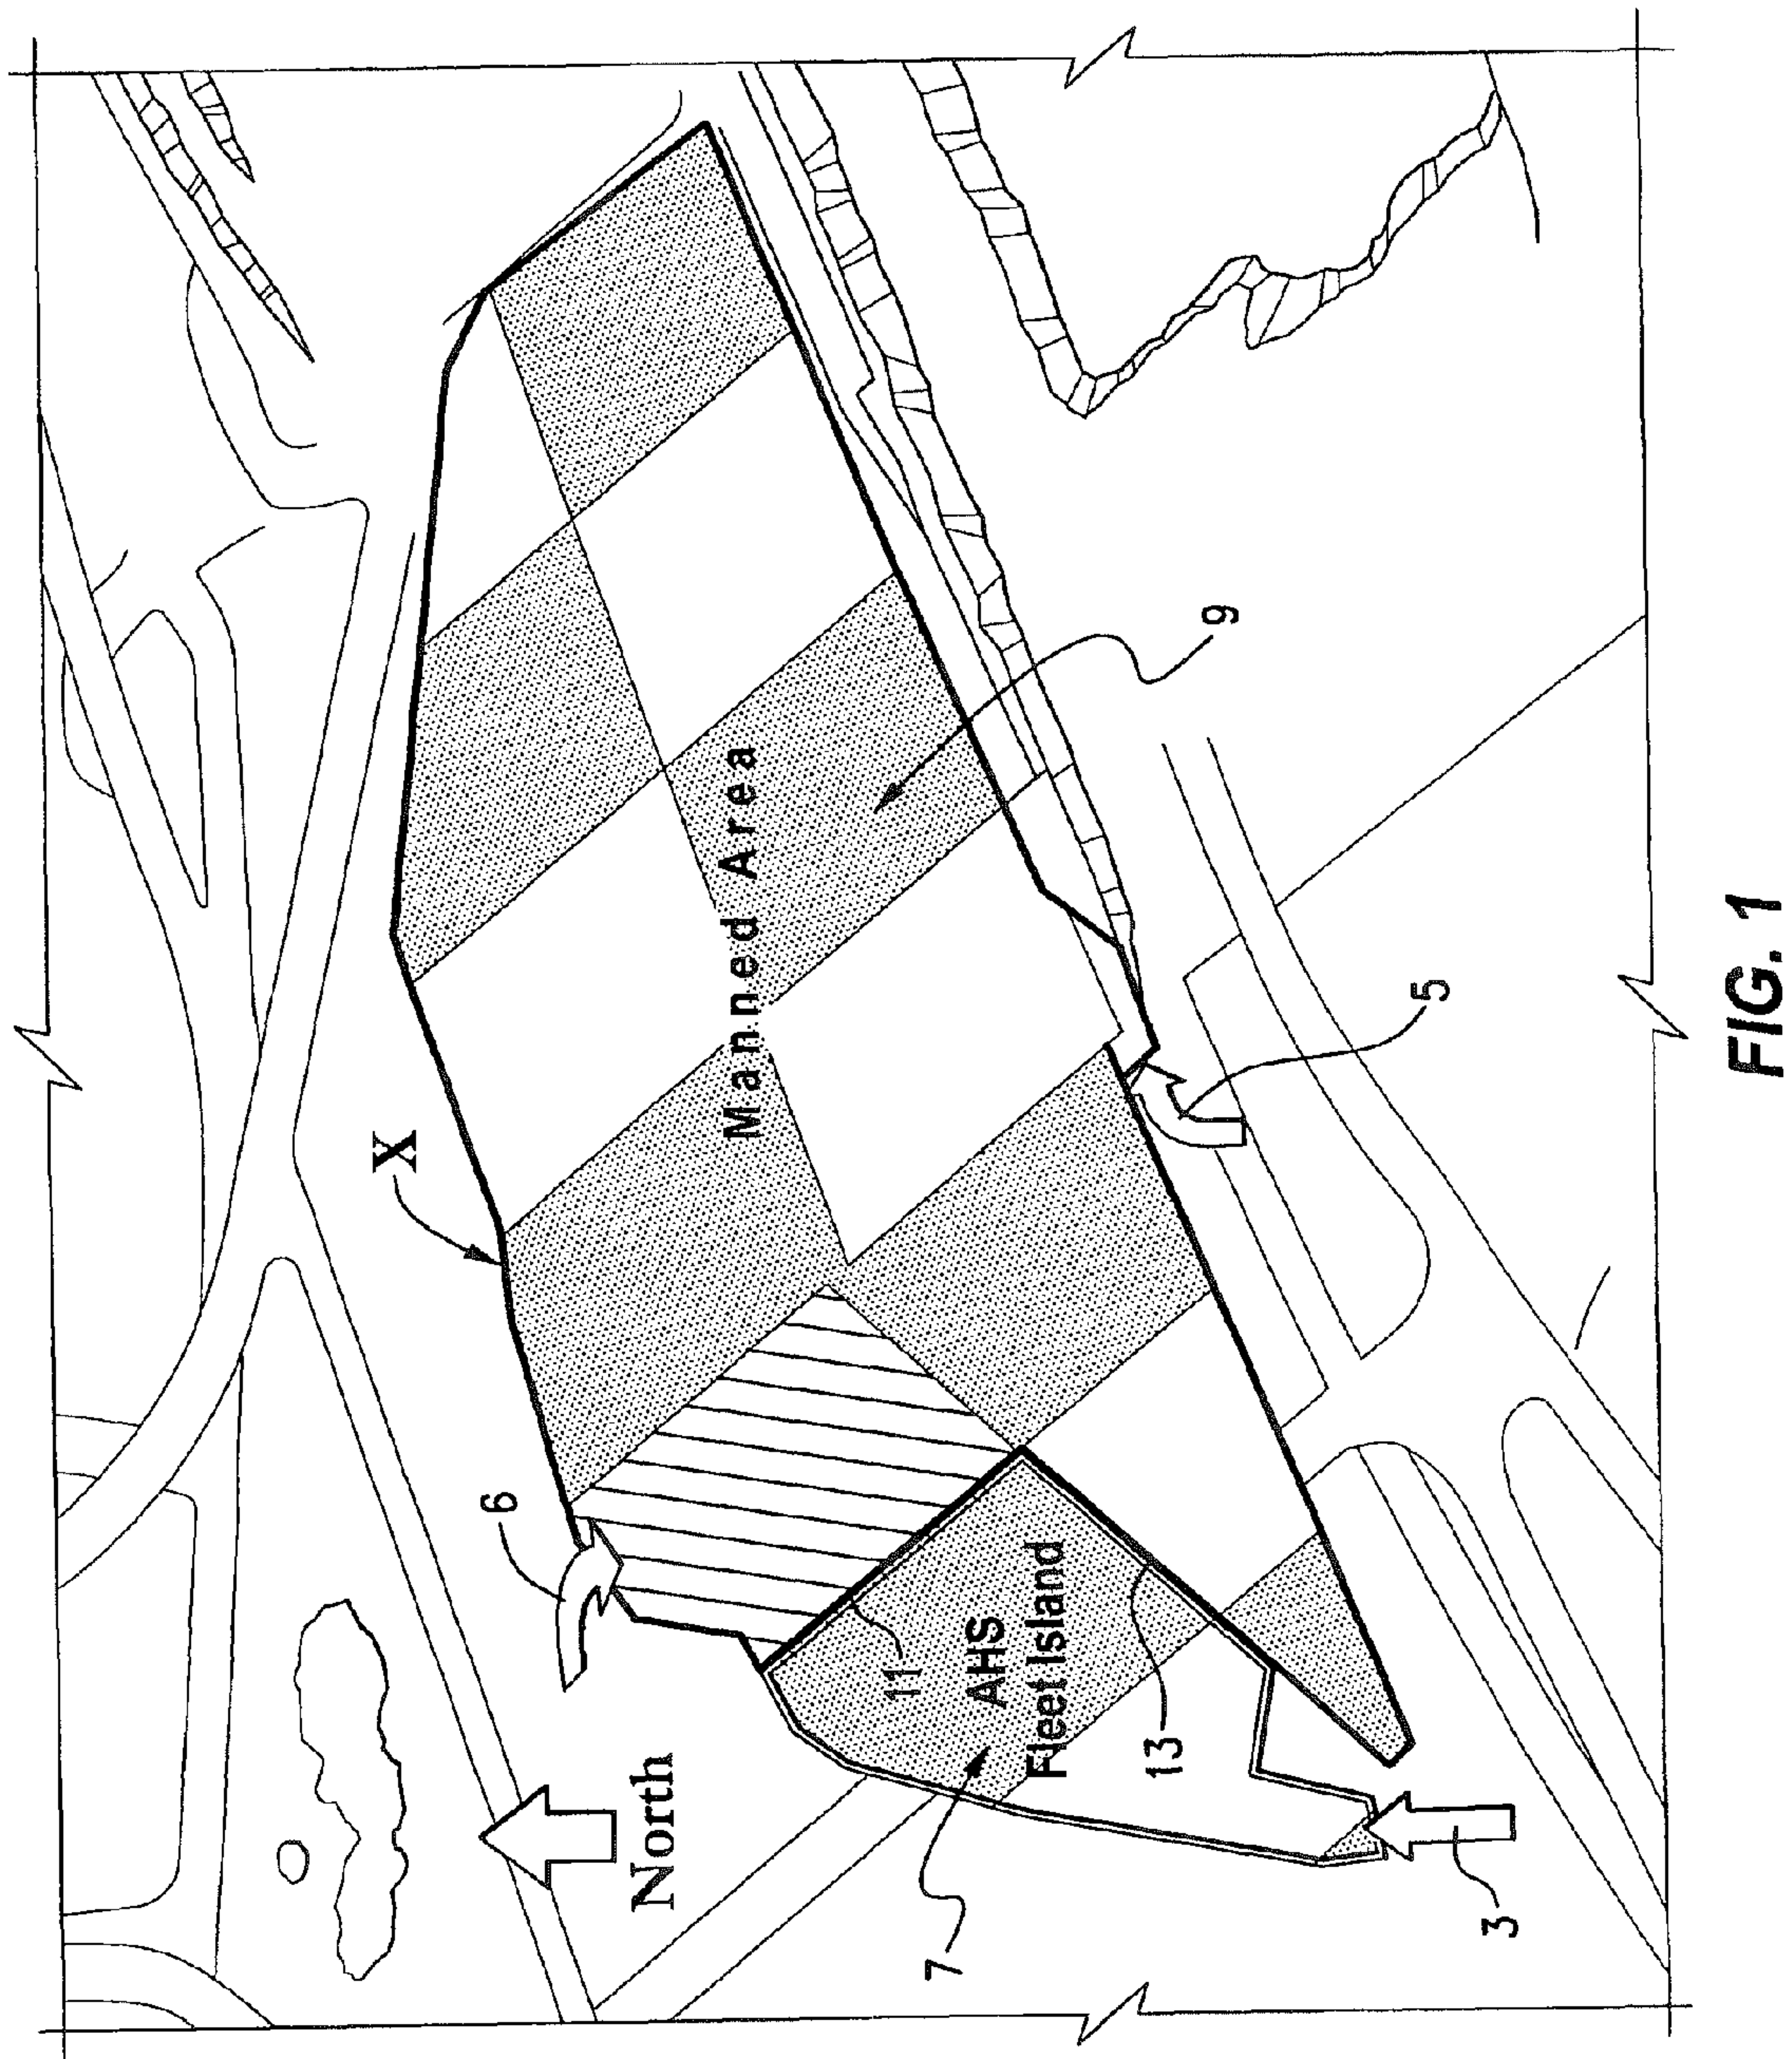 X
6
North
Manned Area
11
7
AHS
Fleet Island
13
9
5
3
FIG. 1